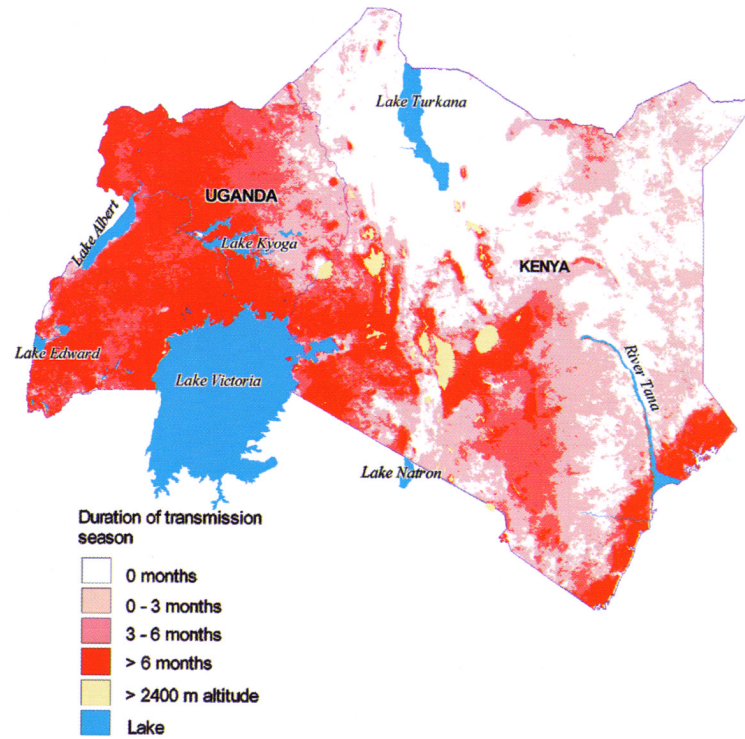 Lake Turkana
UGANDA
Lake Albert
Lake Kyoga
KENYA
Lake Edward
Lake Victoria
River Tana
Lake Natron
Duration of transmission
season
0 months
0 - 3 months
3 - 6 months
> 6 months
> 2400 m altitude
Lake